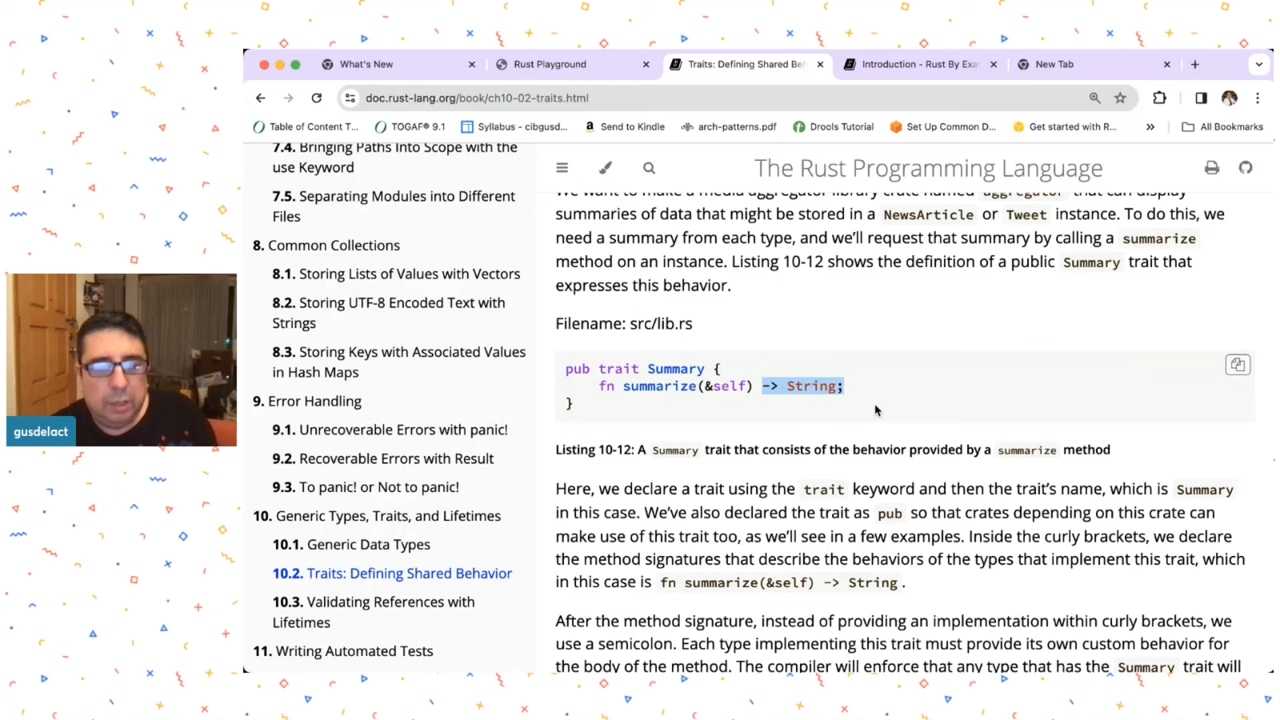 What's New
Rust Playground
Traits: Defining Shared Be
Introduction - Rust By Exa
New Tab
doc.rust-lang.org/book/ch10-02-traits.html
Table of Content T...
TOGAF® 9.1
Syllabus - cibgusd...
Send to Kindle
arch-patterns.pdf
Drools Tutorial
Set Up Common D...
Get started with R...
All Bookmarks
7.4. Bringing Paths Into Scope with the
use Keyword
7.5. Separating Modules into Different
Files
8. Common Collections
8.1. Storing Lists of Values with Vectors
8.2. Storing UTF-8 Encoded Text with
Strings
8.3. Storing Keys with Associated Values
in Hash Maps
9. Error Handling
9.1. Unrecoverable Errors with panic!
9.2. Recoverable Errors with Result
9.3. To panic! or Not to panic!
10. Generic Types, Traits, and Lifetimes
10.1. Generic Data Types
10.2. Traits: Defining Shared Behavior
10.3. Validating References with
Lifetimes
11. Writing Automated Tests
The Rust Programming Language
We want to make a media aggregator library crate named aggregator that can display
summaries of data that might be stored in a NewsArticle or Tweet instance. To do this, we
need a summary from each type, and we'll request that summary by calling a summarize
method on an instance. Listing 10-12 shows the definition of a public Summary trait that
expresses this behavior.
Filename: src/lib.rs
pub trait Summary {
fn summarize(&self) -> String;
}
Listing 10-12: A Summary trait that consists of the behavior provided by a summarize method
Here, we declare a trait using the trait keyword and then the trait's name, which is Summary
in this case. We've also declared the trait as pub so that crates depending on this crate can
make use of this trait too, as we'll see in a few examples. Inside the curly brackets, we declare
the method signatures that describe the behaviors of the types that implement this trait, which
in this case is fn summarize(&self) -> String.
After the method signature, instead of providing an implementation within curly brackets, we
use a semicolon. Each type implementing this trait must provide its own custom behavior for
the body of the method. The compiler will enforce that any type that has the Summary trait will
gusdelact